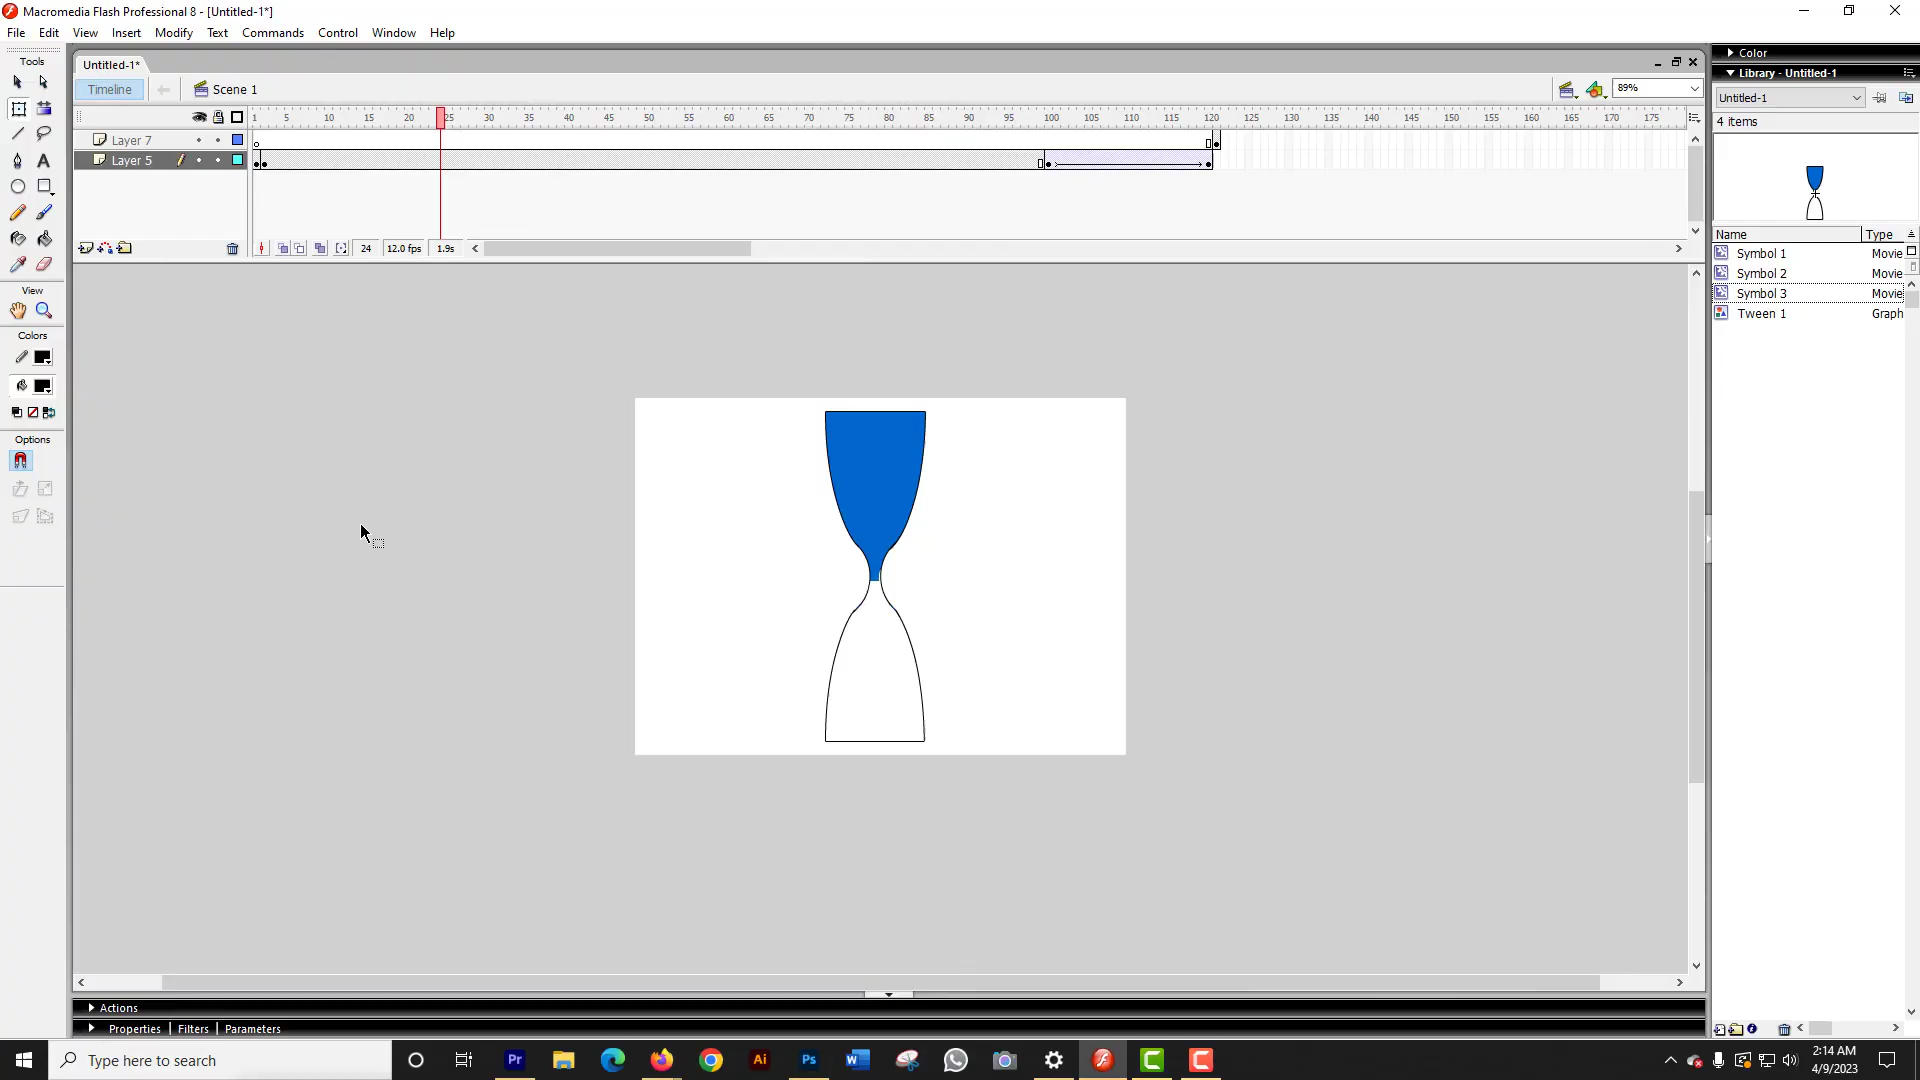 Macromedia Flash Professional 8 - [Untitled-1*]
File Edit View Insert Modify Text Commands Control Window Help
Tools
Untitled-1*
Timeline
Scene 1
89%
1 5 10 15 20 25 30 35 40 45 50 55 60 65 70 75 80 85 90 95 100 105 110 115 120 125 130 135 140 145 150 155 160 165 170 175
Layer 7
Layer 5
24 12.0 fps 1.9s
View
Colors
Options
Color
Library - Untitled-1
Untitled-1
4 items
Name Type
Symbol 1 Movie
Symbol 2 Movie
Symbol 3 Movie
Tween 1 Graph
Actions
Properties Filters Parameters
Type here to search
Pr
Ai
Ps
2:14 AM
4/9/2023